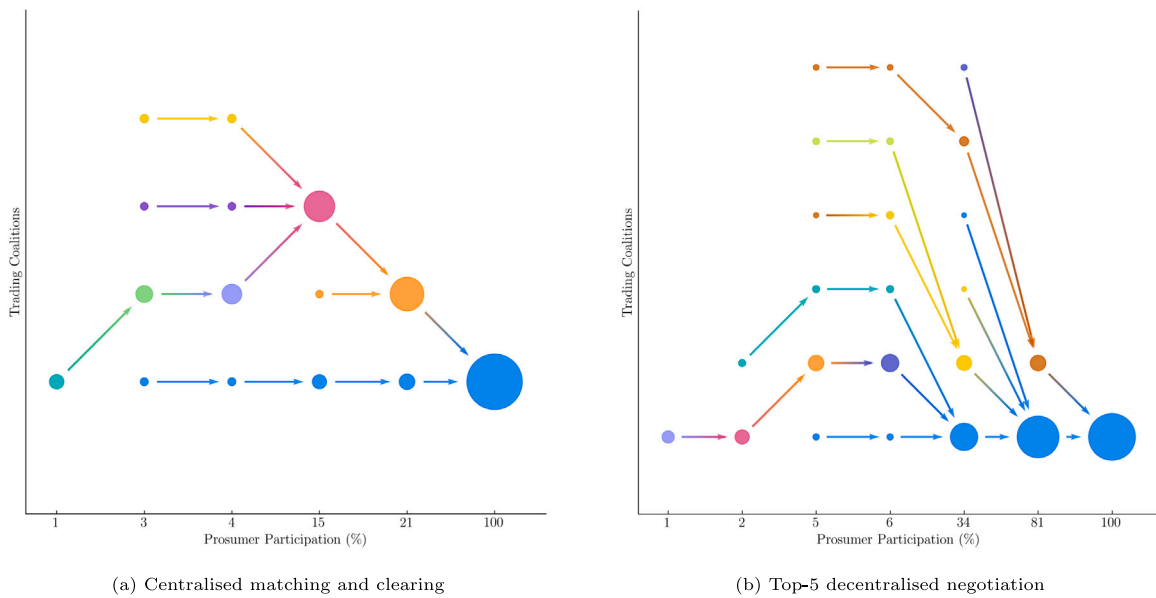 Trading Coalitions
1 3 4 15 21 100
Prosumer Participation (%)
(a) Centralised matching and clearing
Trading Coalitions
1 2 5 6 34 81 100
Prosumer Participation (%)
(b) Top-5 decentralised negotiation